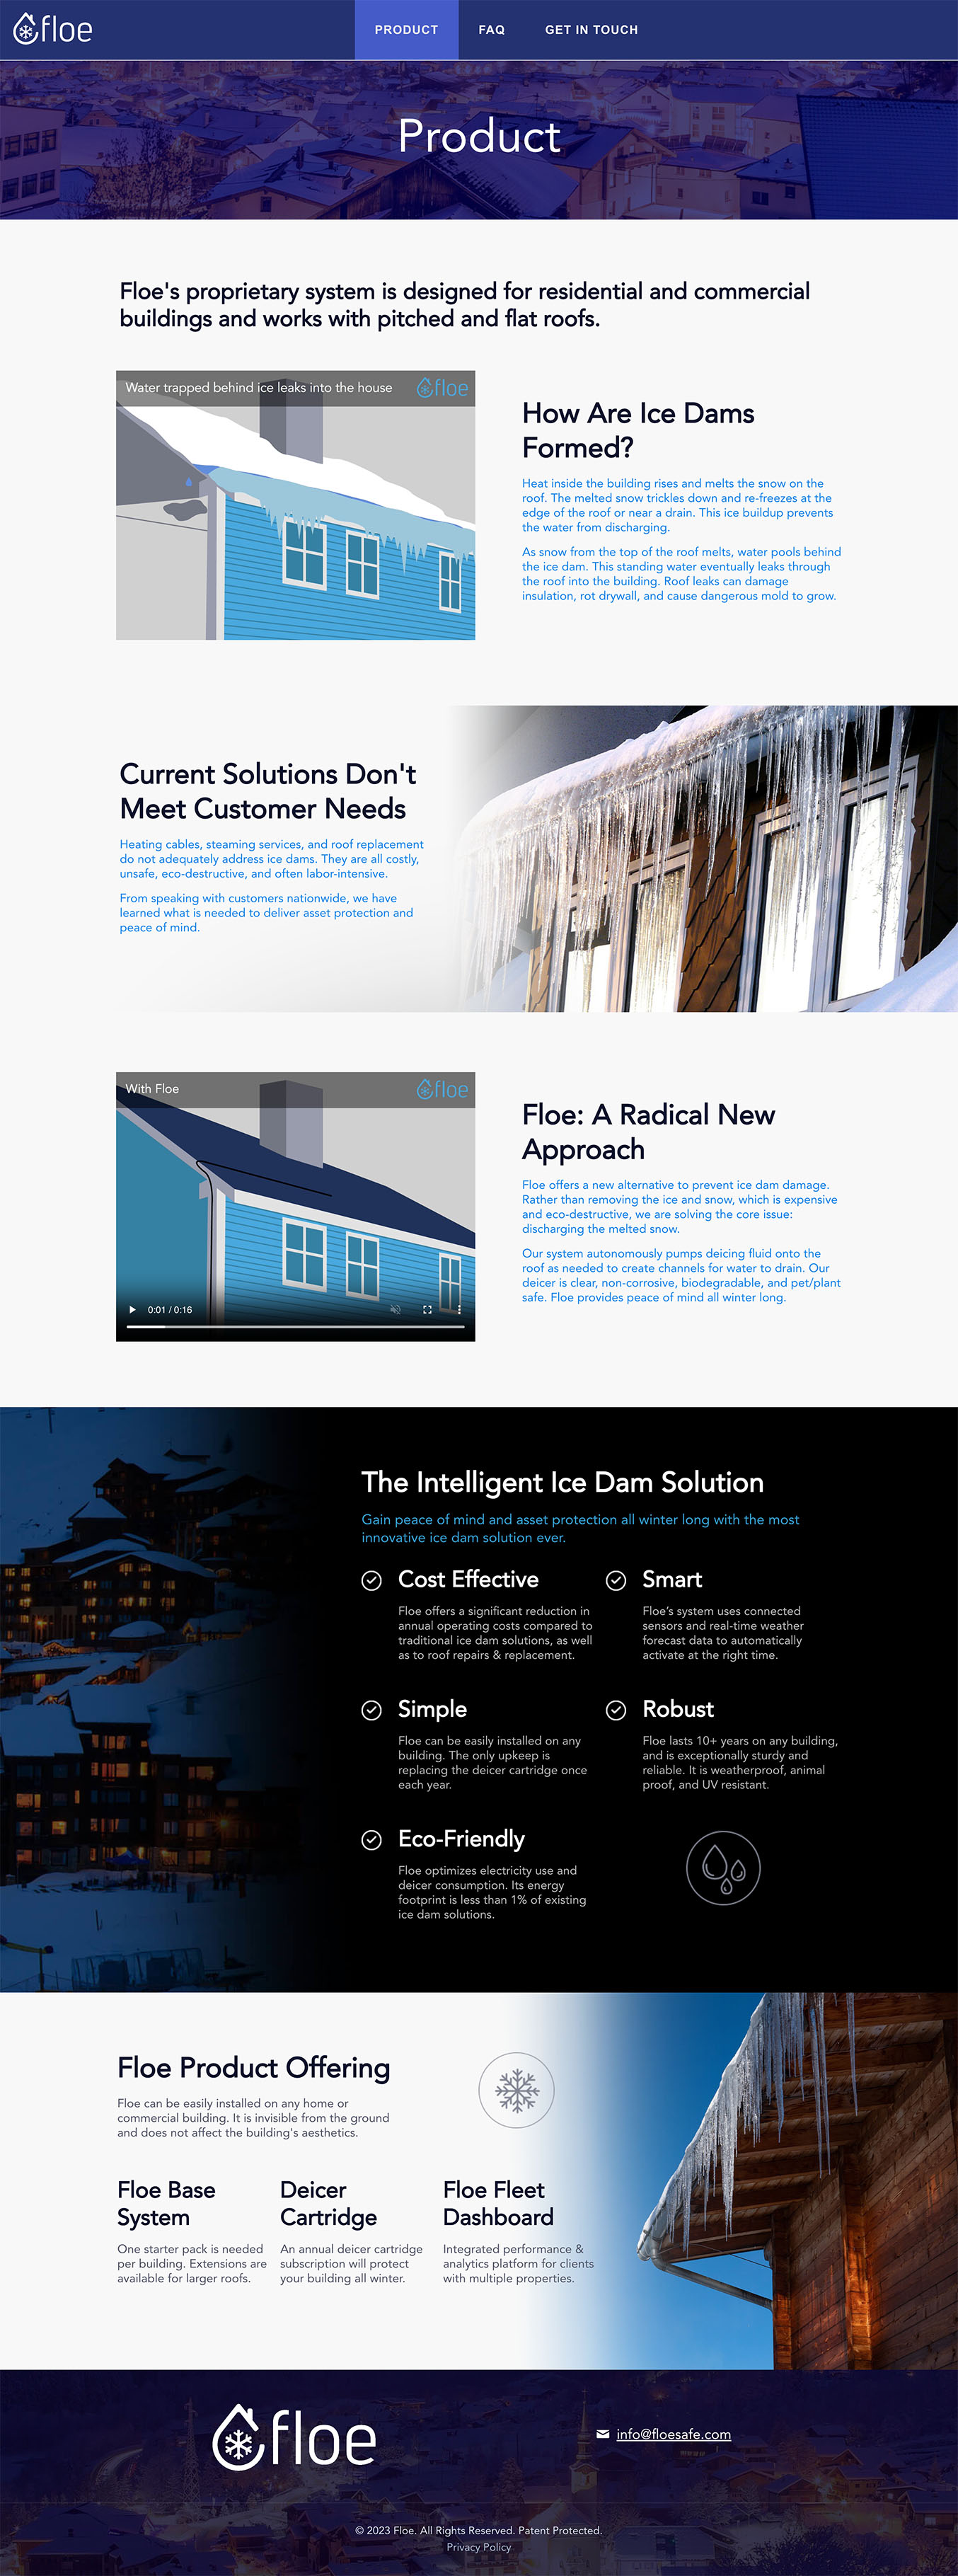 floe
PRODUCT
FAQ
GET IN TOUCH
Product
Floe's proprietary system is designed for residential and commercial
buildings and works with pitched and flat roofs.
Water trapped behind ice leaks into the house
floe
How Are Ice Dams
Formed?
Heat inside the building rises and melts the snow on the
roof. The melted snow trickles down and re-freezes at the
edge of the roof or near a drain. This ice buildup prevents
the water from discharging.
As snow from the top of the roof melts, water pools behind
the ice dam. This standing water eventually leaks through
the roof into the building. Roof leaks can damage
insulation, rot drywall, and cause dangerous mold to grow.
Current Solutions Don't
Meet Customer Needs
Heating cables, steaming services, and roof replacement
do not adequately address ice dams. They are all costly,
unsafe, eco-destructive, and often labor-intensive.
From speaking with customers nationwide, we have
learned what is needed to deliver asset protection and
peace of mind.
With Floe
floe
0:01 / 0:16
Floe: A Radical New
Approach
Floe offers a new alternative to prevent ice dam damage.
Rather than removing the ice and snow, which is expensive
and eco-destructive, we are solving the core issue:
discharging the melted snow.
Our system autonomously pumps deicing fluid onto the
roof as needed to create channels for water to drain. Our
deicer is clear, non-corrosive, biodegradable, and pet/plant
safe. Floe provides peace of mind all winter long.
The Intelligent Ice Dam Solution
Gain peace of mind and asset protection all winter long with the most
innovative ice dam solution ever.
Cost Effective
Floe offers a significant reduction in
annual operating costs compared to
traditional ice dam solutions, as well
as to roof repairs & replacement.
Smart
Floe's system uses connected
sensors and real-time weather
forecast data to automatically
activate at the right time.
Simple
Floe can be easily installed on any
building. The only upkeep is
replacing the deicer cartridge once
each year.
Robust
Floe lasts 10+ years on any building,
and is exceptionally sturdy and
reliable. It is weatherproof, animal
proof, and UV resistant.
Eco-Friendly
Floe optimizes electricity use and
deicer consumption. Its energy
footprint is less than 1% of existing
ice dam solutions.
Floe Product Offering
Floe can be easily installed on any home or
commercial building. It is invisible from the ground
and does not affect the building's aesthetics.
Floe Base
System
One starter pack is needed
per building. Extensions are
available for larger roofs.
Deicer
Cartridge
An annual deicer cartridge
subscription will protect
your building all winter.
Floe Fleet
Dashboard
Integrated performance &
analytics platform for clients
with multiple properties.
floe
info@floesafe.com
© 2023 Floe. All Rights Reserved. Patent Protected.
Privacy Policy